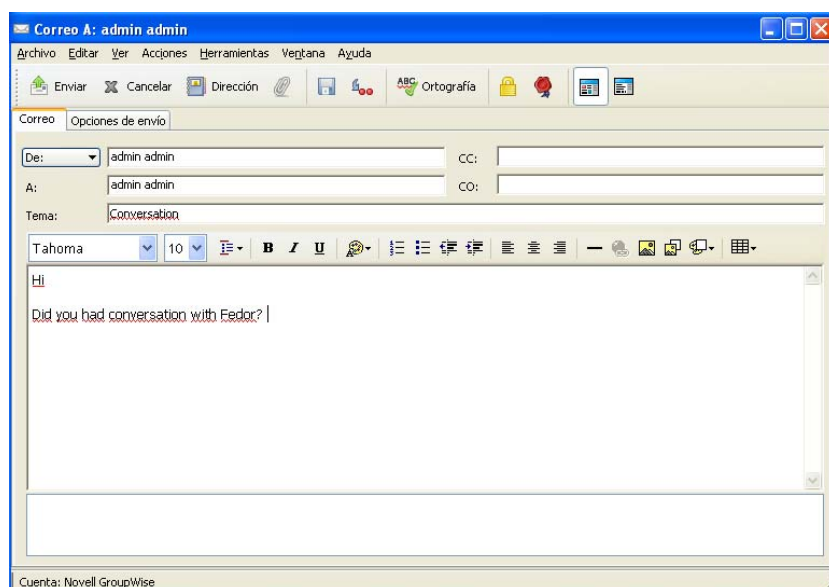 Correo A: admin admin
Archivo Editar Ver Acciones Herramientas Ventana Ayuda
Enviar Cancelar Dirección ABC Ortografía
Correo Opciones de envío
De: admin admin CC:
A: admin admin CO:
Tema: Conversation
Tahoma 10 B I U
Hi
Did you had conversation with Fedor?
Cuenta: Novell GroupWise